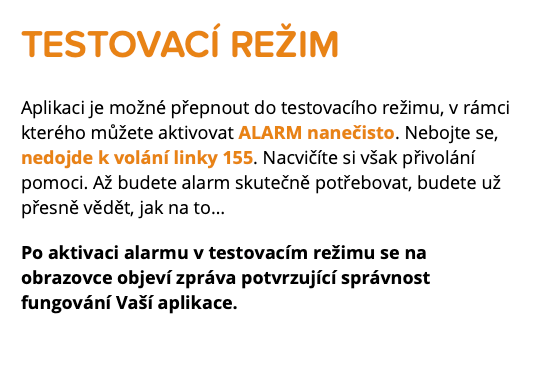 TESTOVACÍ REŽIM
Aplikaci je možné přepnout do testovacího režimu, v rámci
kterého můžete aktivovat ALARM nanečisto. Nebojte se,
nedojde k volání linky 155. Nacvičíte si však přivolání
pomoci. Až budete alarm skutečně potřebovat, budete už
přesně vědět, jak na to...
Po aktivaci alarmu v testovacím režimu se na
obrazovce objeví zpráva potvrzující správnost
fungování Vaší aplikace.